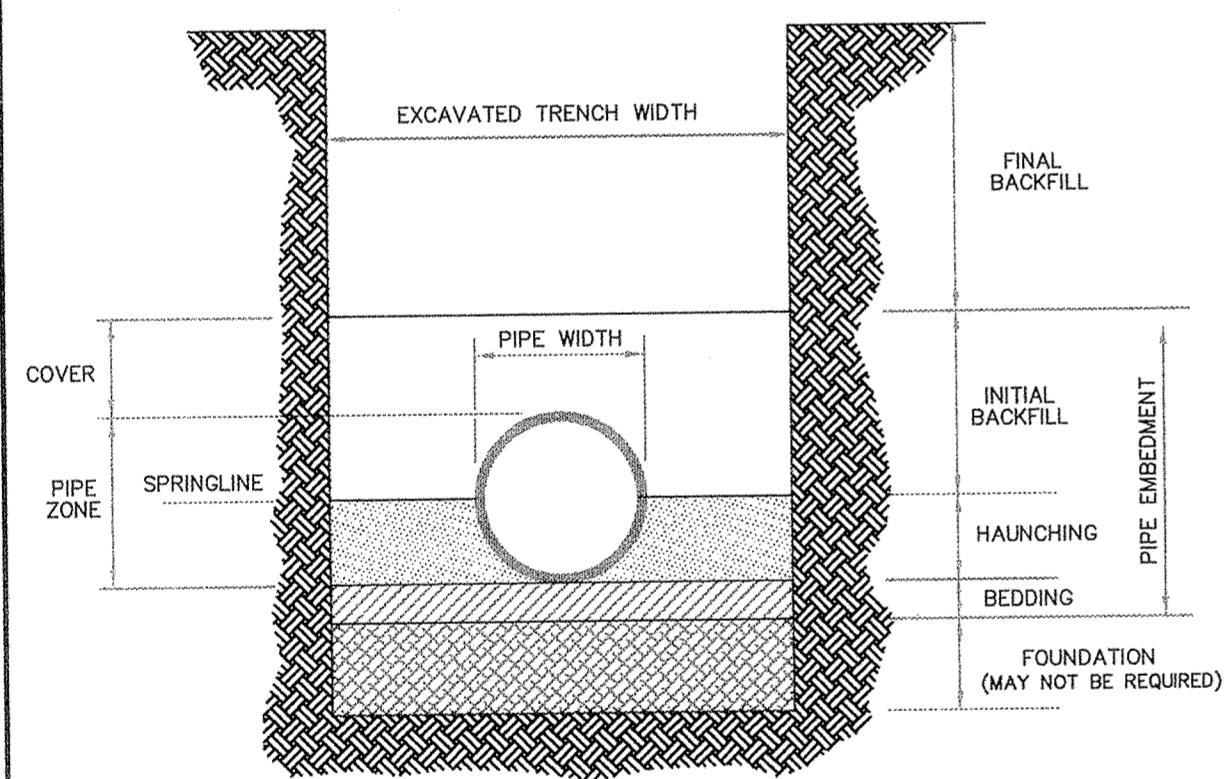 EXCAVATED TRENCH WIDTH
FINAL
BACKFILL
PIPE WIDTH
COVER
INITIAL
BACKFILL
PIPE EMBEDMENT
SPRINGLINE
PIPE
ZONE
HAUNCHING
BEDDING
FOUNDATION
(MAY NOT BE REQUIRED)